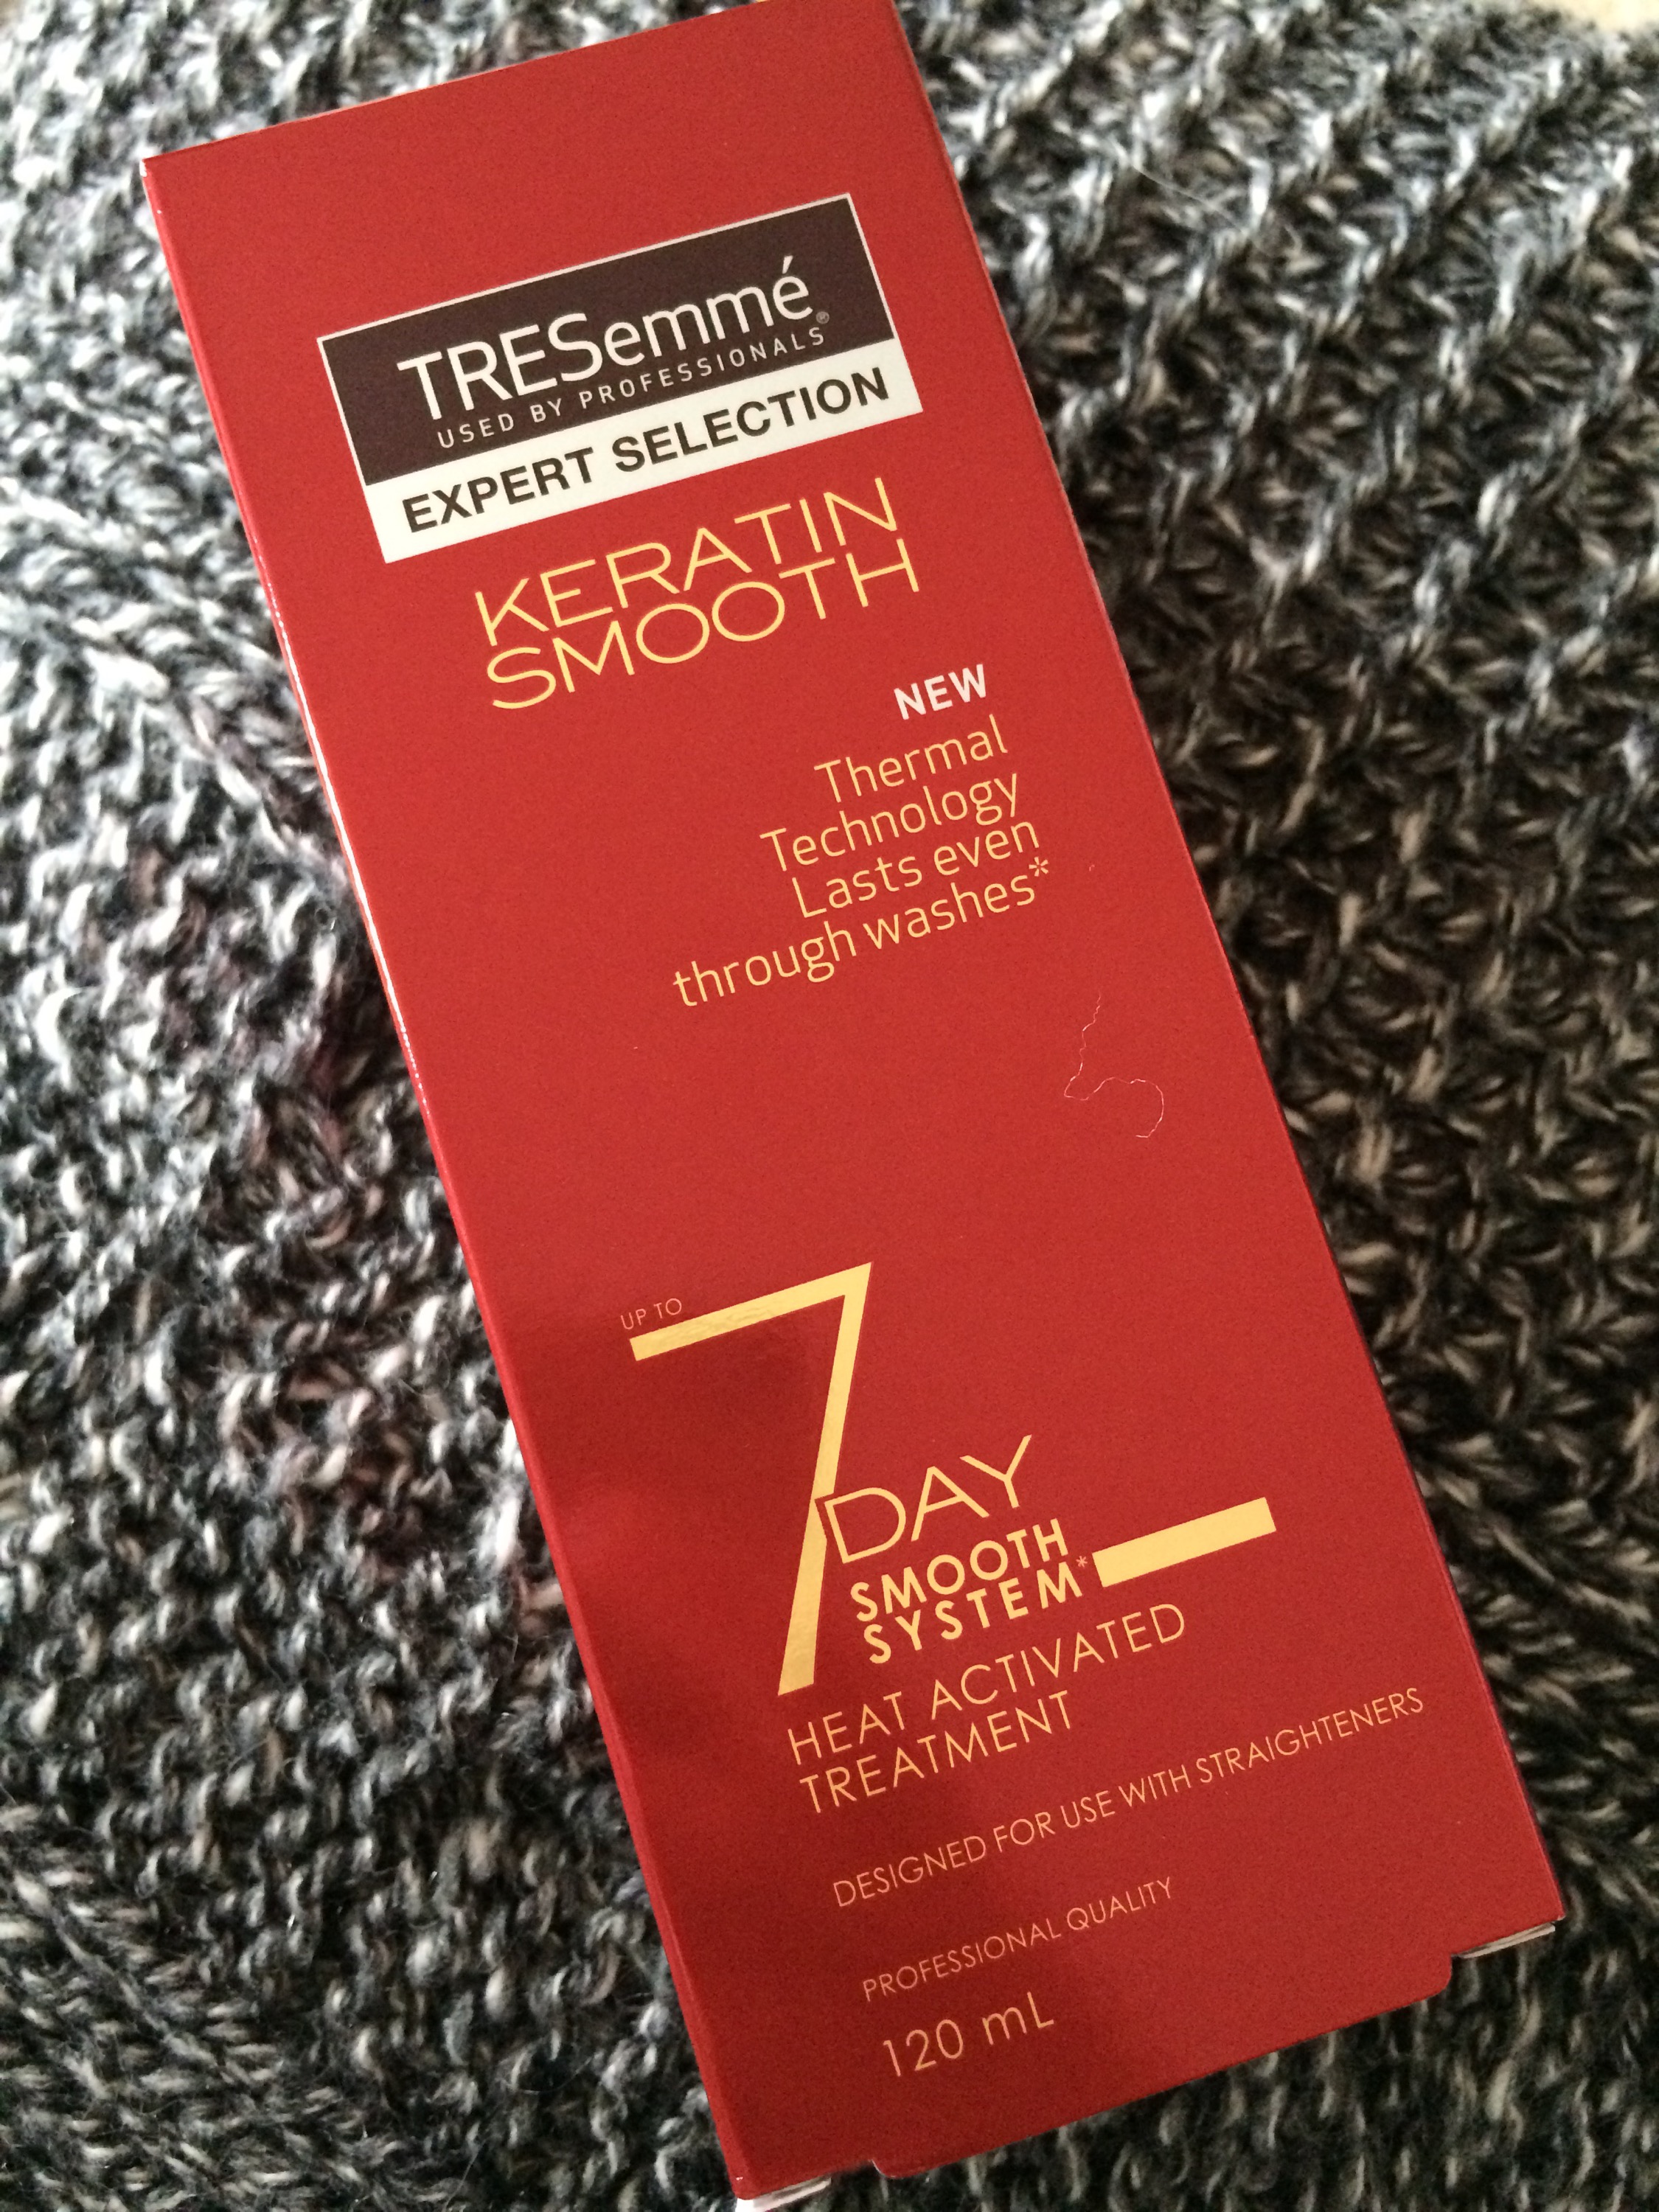 TRESemmé®
USED BY PROFESSIONALS
EXPERT SELECTION
KERATIN
SMOOTH
NEW
Thermal
Technology
Lasts even
through washes*
UP TO
7
DAY
SMOOTH
SYSTEM*
HEAT ACTIVATED
TREATMENT
DESIGNED FOR USE WITH STRAIGHTENERS
PROFESSIONAL QUALITY
120 mL